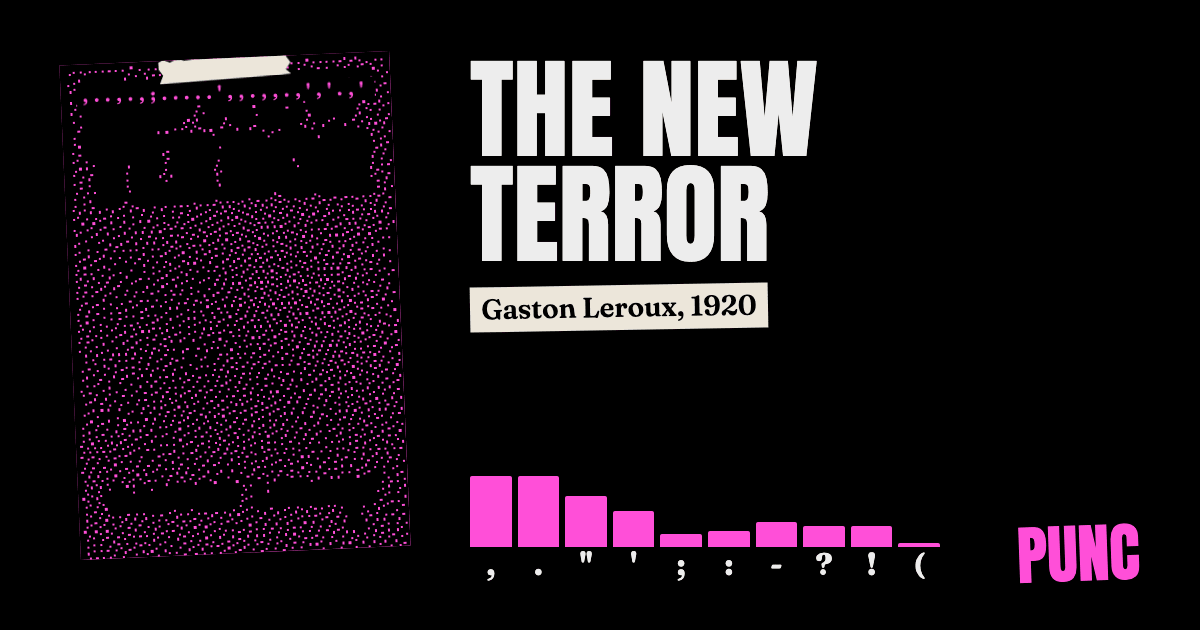 THE NEW
TERROR
Gaston Leroux, 1920
, . " ' ; : - ? ! (
PUNC